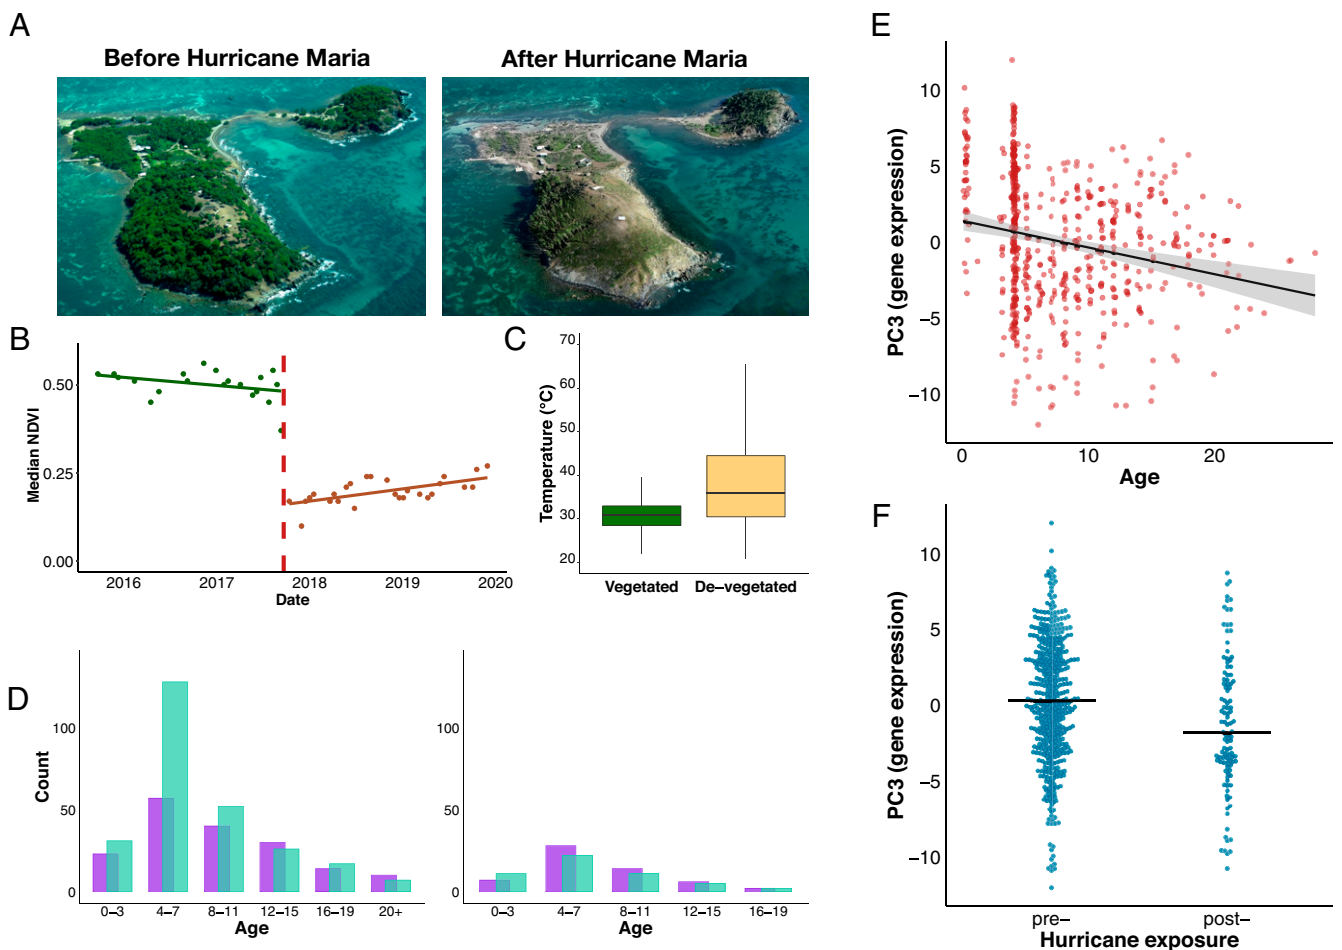 A
Before Hurricane Maria
After Hurricane Maria
B
Median NDVI
0.50
0.25
0.00
2016 2017 2018 2019 2020
Date
C
Temperature (°C)
70
60
50
40
30
20
Vegetated De–vegetated
D
Count
100
50
0
0–3 4–7 8–11 12–15 16–19 20+
Age
100
50
0
0–3 4–7 8–11 12–15 16–19
Age
E
PC3 (gene expression)
10
5
0
−5
−10
0 10 20
Age
F
PC3 (gene expression)
10
5
0
−5
−10
pre– post–
Hurricane exposure